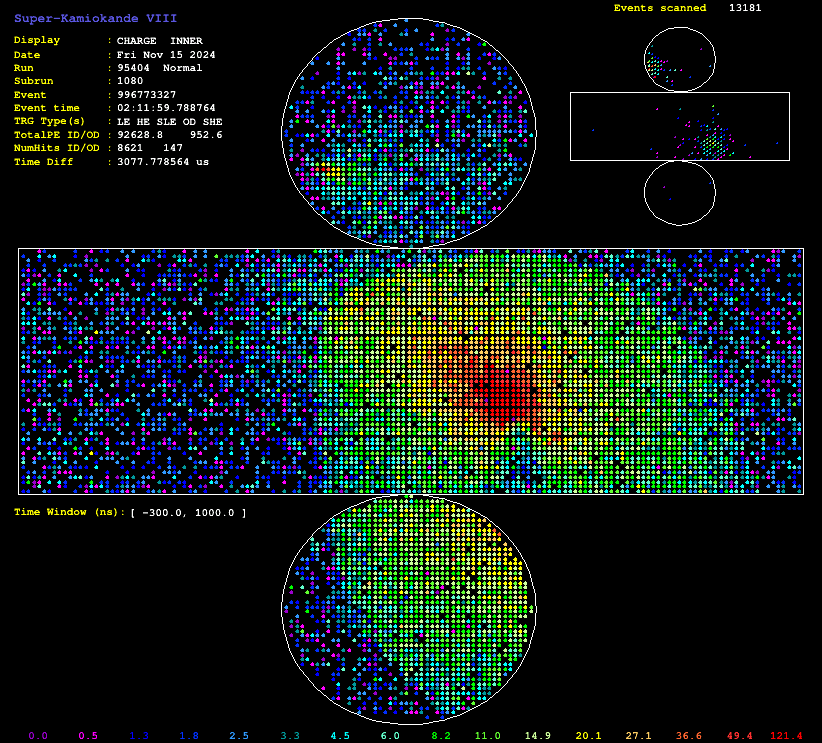 Super-Kamiokande VIII
Events scanned 13181
Display : CHARGE INNER
Date : Fri Nov 15 2024
Run : 95404 Normal
Subrun : 1080
Event : 996773327
Event time : 02:11:59.788764
TRG Type(s) : LE HE SLE OD SHE
TotalPE ID/OD : 92628.8 952.6
NumHits ID/OD : 8621 147
Time Diff : 3077.778564 us
Time Window (ns): [ -300.0, 1000.0 ]
0.0 0.5 1.3 1.8 2.5 3.3 4.5 6.0 8.2 11.0 14.9 20.1 27.1 36.6 49.4 121.4